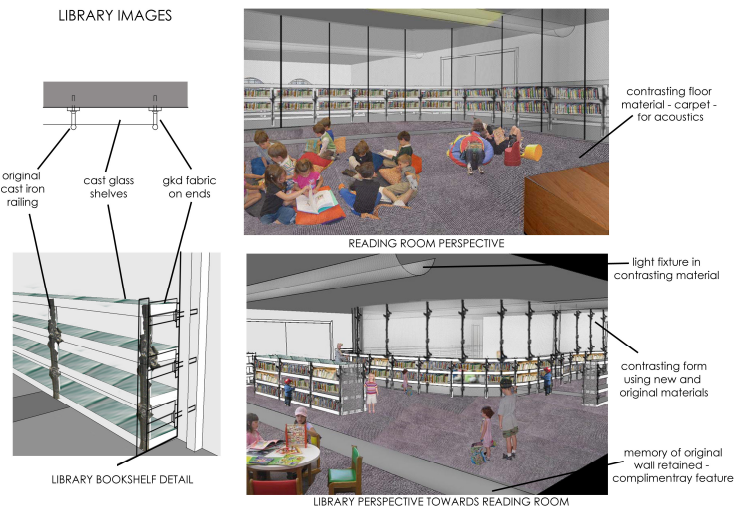 LIBRARY IMAGES
original
cast iron
railing
cast glass
shelves
gkd fabric
on ends
LIBRARY BOOKSHELF DETAIL
contrasting floor
material - carpet -
for acoustics
READING ROOM PERSPECTIVE
light fixture in
contrasting material
contrasting form
using new and
original materials
memory of original
wall retained -
complimentray feature
LIBRARY PERSPECTIVE TOWARDS READING ROOM